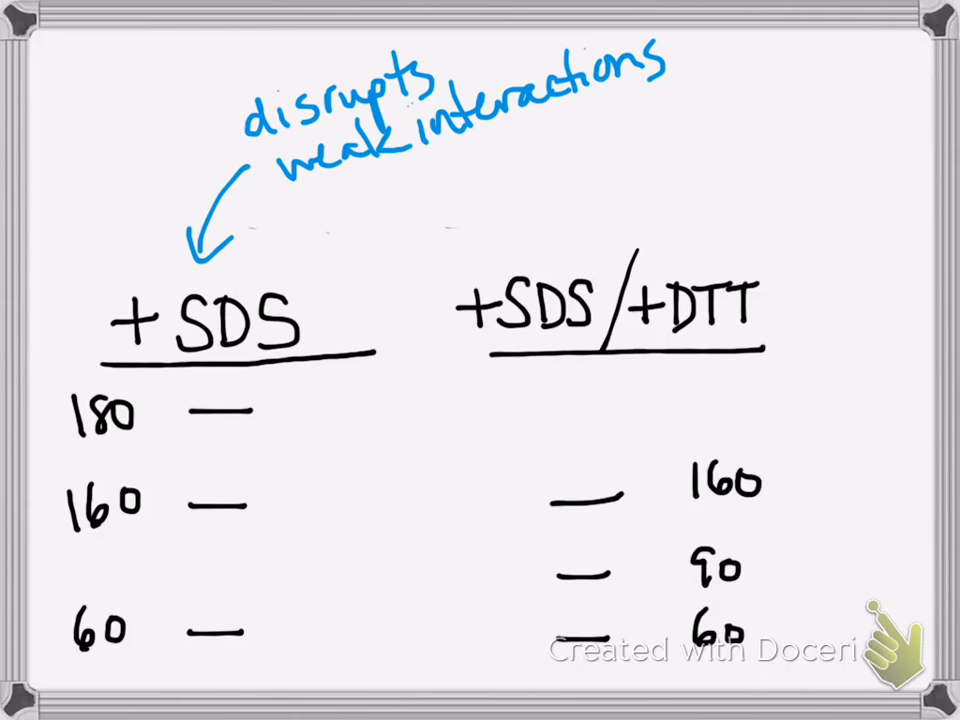 disrupts
weak interactions
+ SDS
+SDS/+DTT
180 —
160 —
60 —
— 160
— 90
— 60
Created with Doceri